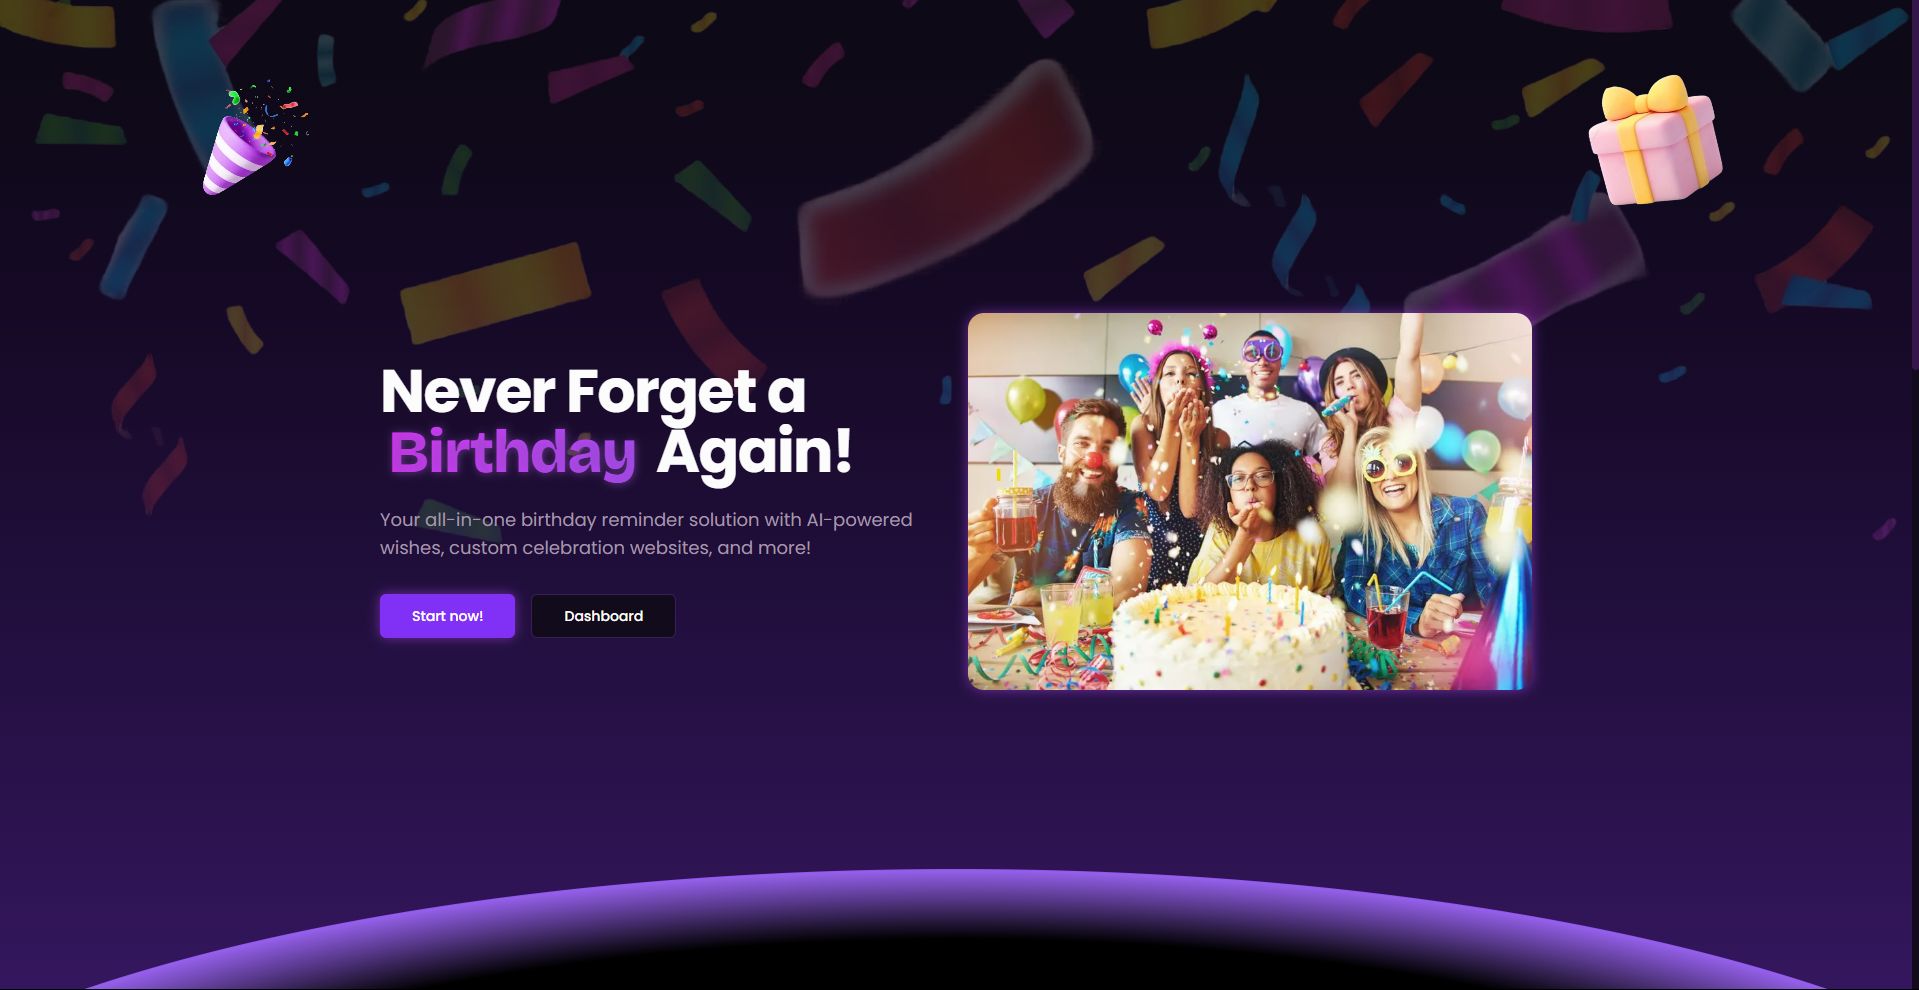 Never Forget a
Birthday Again!
Your all-in-one birthday reminder solution with AI-powered
wishes, custom celebration websites, and more!
Start now!
Dashboard